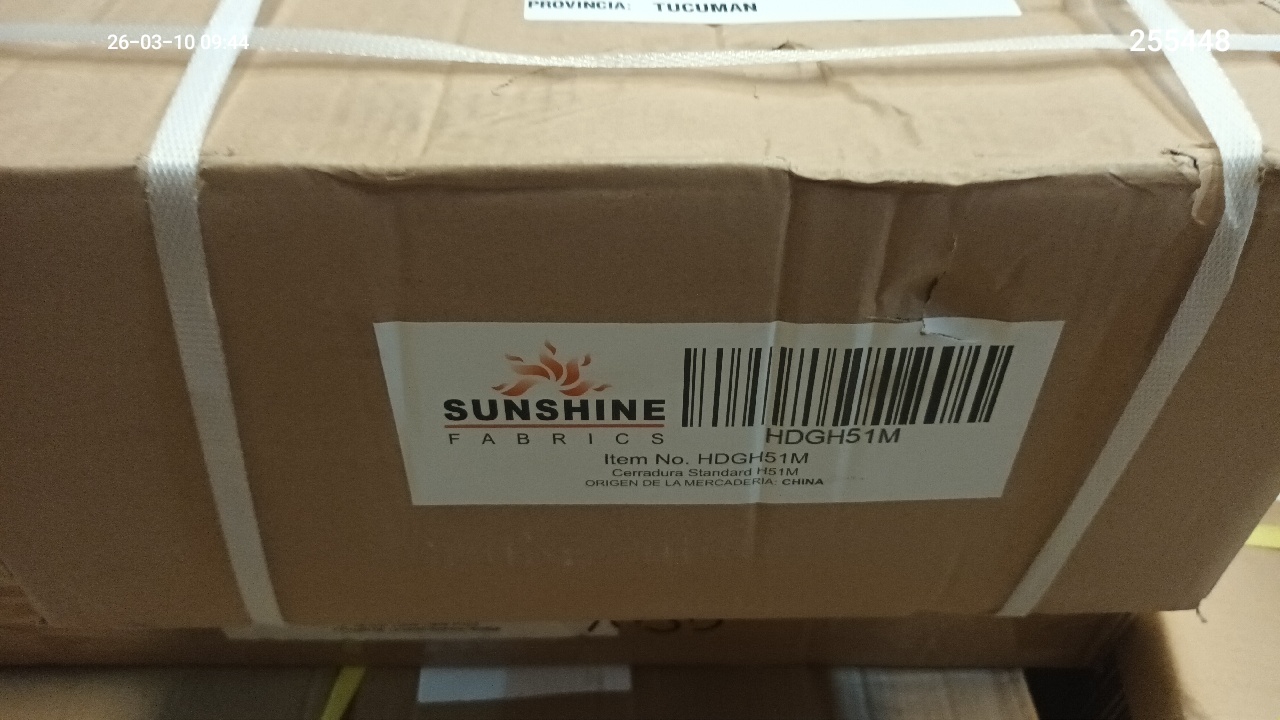 PROVINCIA: TUCUMAN
26-03-10 09:44
255448
SUNSHINE
FABRICS
HDGH51M
Item No. HDGH51M
Cerradura Standard H51M
ORIGEN DE LA MERCADERIA: CHINA